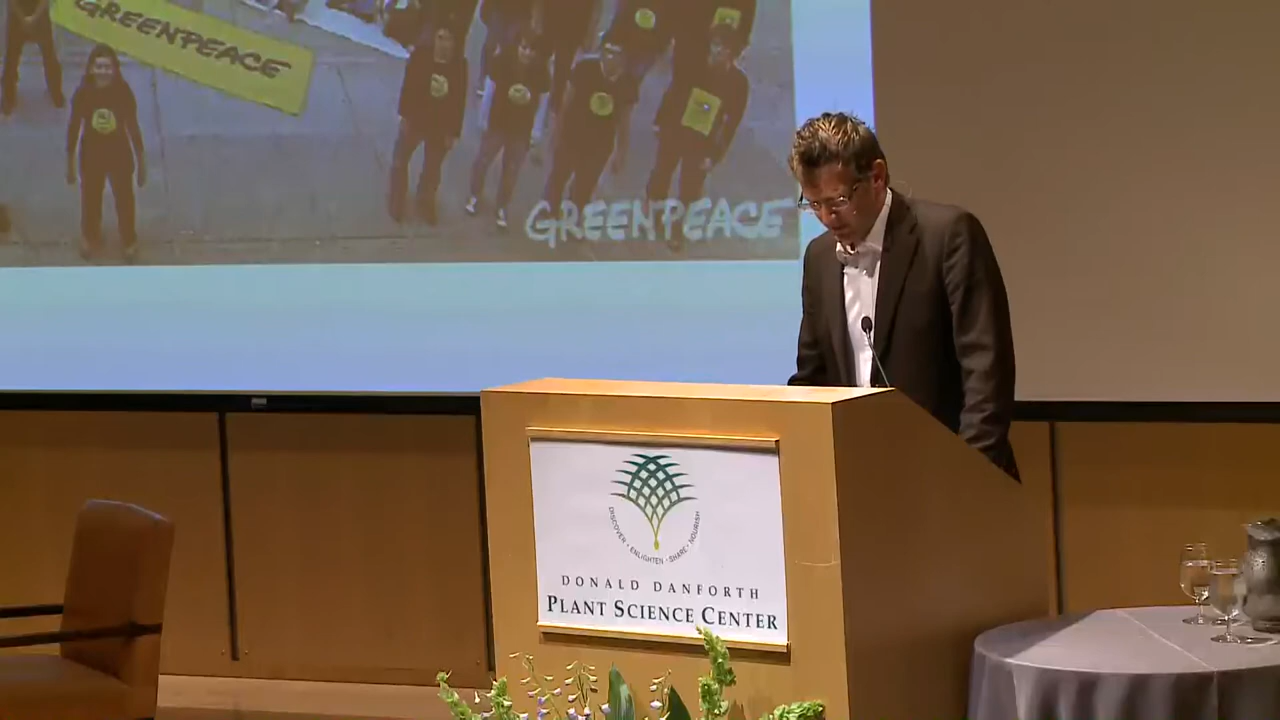 GREENPEACE
GREENPEACE
DISCOVER • ENLIGHTEN • SHARE • NOURISH
DONALD DANFORTH
PLANT SCIENCE CENTER